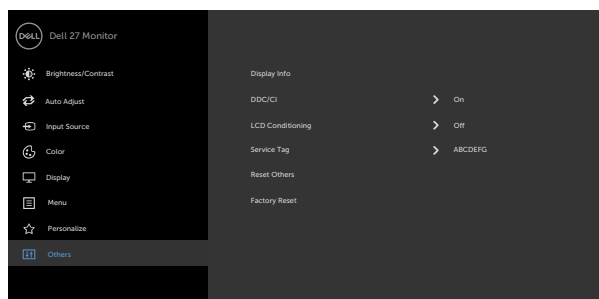 DELL Dell 27 Monitor
Brightness/Contrast
Auto Adjust
Input Source
Color
Display
Menu
Personalize
Others
Display Info
DDC/CI On
LCD Conditioning Off
Service Tag ABCDEFG
Reset Others
Factory Reset